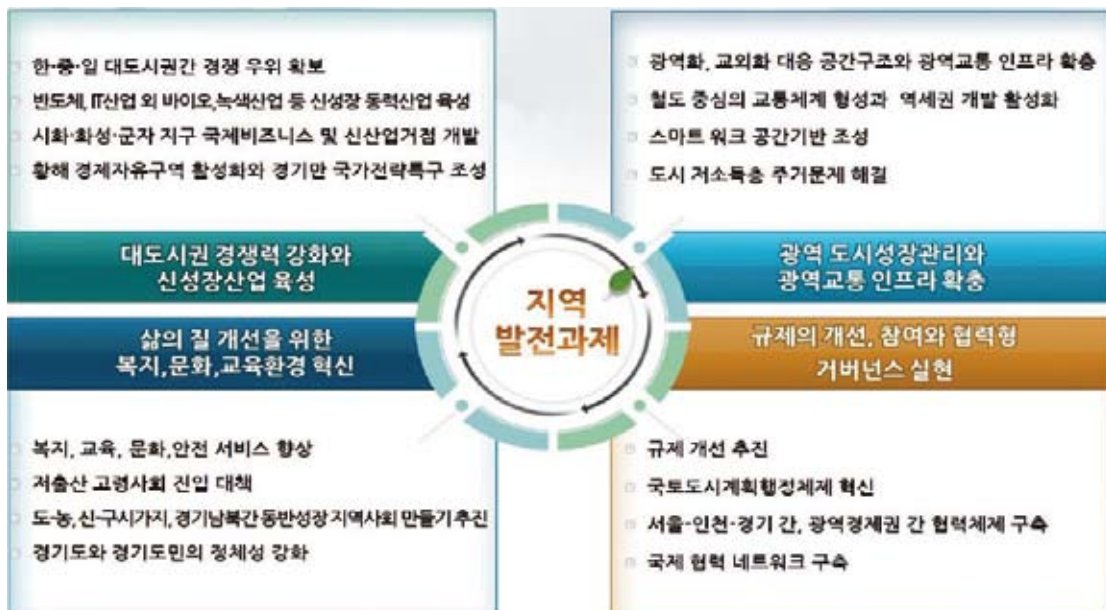 한·중·일 대도시권간 경쟁 우위 확보
반도체, IT산업 외 바이오,녹색산업 등 신성장 동력산업 육성
시화·화성·군자 지구 국제비즈니스 및 신산업거점 개발
황해 경제자유구역 활성화와 경기만 국가전략특구 조성
대도시권 경쟁력 강화와
신성장산업 육성
광역화, 교외화 대응 공간구조와 광역교통 인프라 확충
철도 중심의 교통체계 형성과 역세권 개발 활성화
스마트 워크 공간기반 조성
도시 저소득층 주거문제 해결
광역 도시성장관리와
광역교통 인프라 확충
지역
발전과제
삶의 질 개선을 위한
복지,문화,교육환경 혁신
복지, 교육, 문화,안전 서비스 향상
저출산 고령사회 진입 대책
도·농, 신·구시가지, 경기남북간 동반성장 지역사회 만들기 추진
경기도와 경기도민의 정체성 강화
규제의 개선, 참여와 협력형
거버넌스 실현
규제 개선 추진
국토도시계획행정체제 혁신
서울·인천·경기 간, 광역경제권 간 협력체제 구축
국제 협력 네트워크 구축